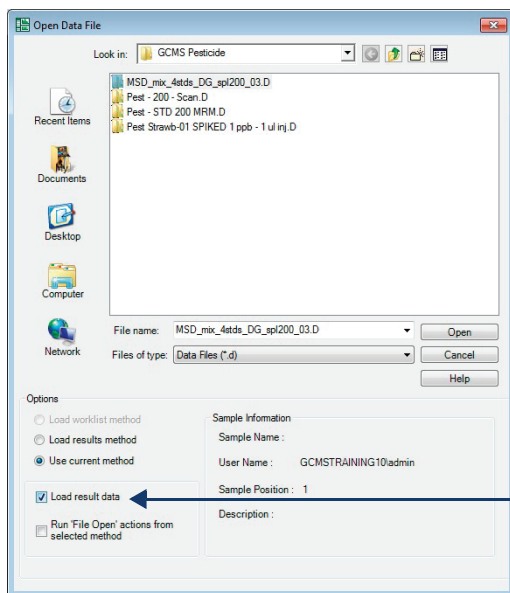 Open Data File
Look in: GCMS Pesticide
MSD_mix_4stds_DG_spl200_03.D
Pest - 200 - Scan.D
Pest - STD 200 MRM.D
Pest Strawb-01 SPIKED 1 ppb - 1 ul inj.D
Recent Items
Documents
Desktop
Computer
Network
File name: MSD_mix_4stds_DG_spl200_03.D Open
Files of type: Data Files (*.d) Cancel
Help
Options
Load worklist method
Load results method
Use current method
Load result data
Run 'File Open' actions from
selected method
Sample Information
Sample Name :
User Name : GCMSTRAINING10\admin
Sample Position : 1
Description :